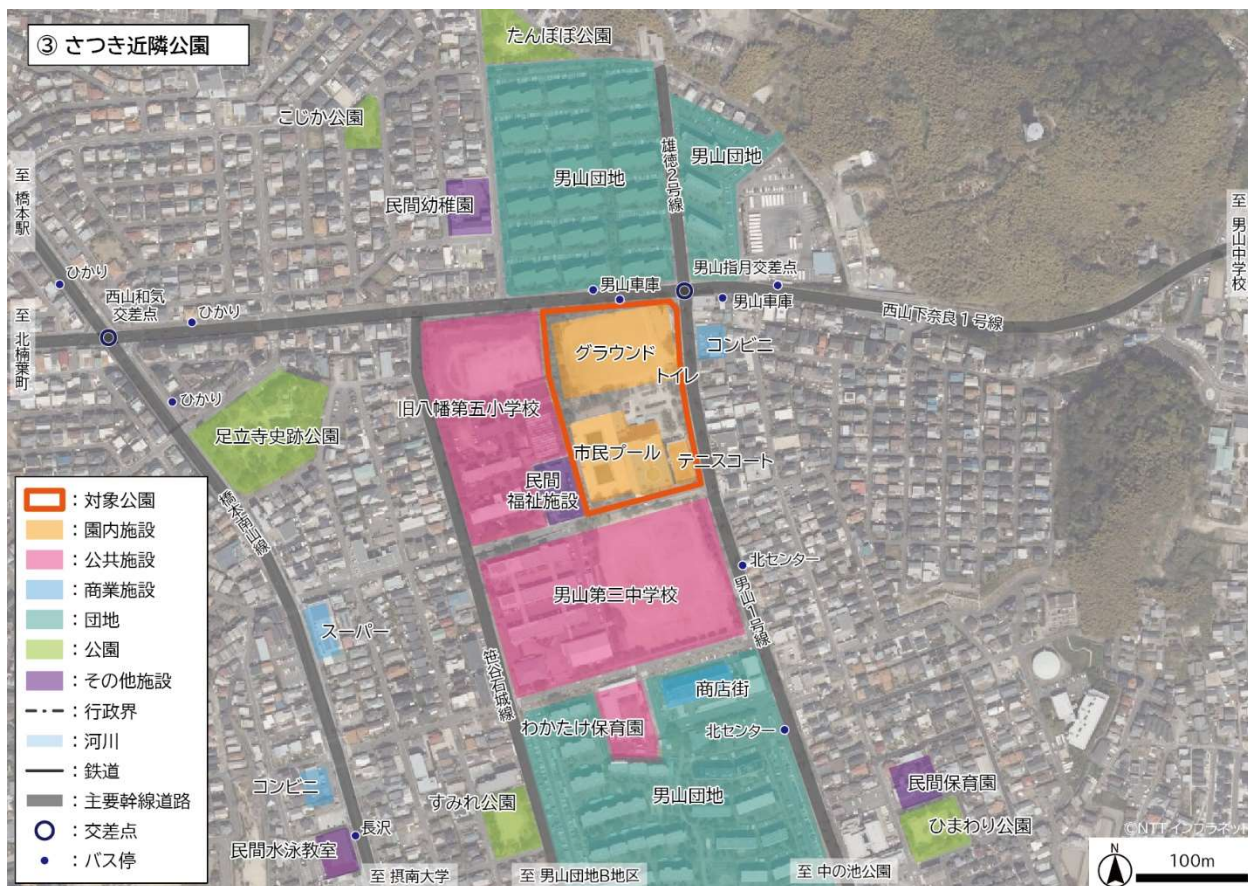 ③ さつき近隣公園
たんぽぽ公園
こじか公園
男山団地
雄徳2号線
男山団地
民間幼稚園
至 橋本駅
至 男山中学校
ひかり
西山和気
交差点
ひかり
男山車庫
男山指月交差点
男山車庫
西山下奈良1号線
至 北楠葉町
グラウンド
コンビニ
トイレ
ひかり
旧八幡第五小学校
足立寺史跡公園
市民プール
テニスコート
民間
福祉施設
橋本南山線
北センター
男山第三中学校
男山1号線
スーパー
笹谷石城線
商店街
わかたけ保育園
北センター
コンビニ
すみれ公園
男山団地
民間保育園
ひまわり公園
長沢
民間水泳教室
至 摂南大学
至 男山団地B地区
至 中の池公園
：対象公園
：園内施設
：公共施設
：商業施設
：団地
：公園
：その他施設
：行政界
：河川
：鉄道
：主要幹線道路
：交差点
：バス停
©NTTインフラネット
N
100m